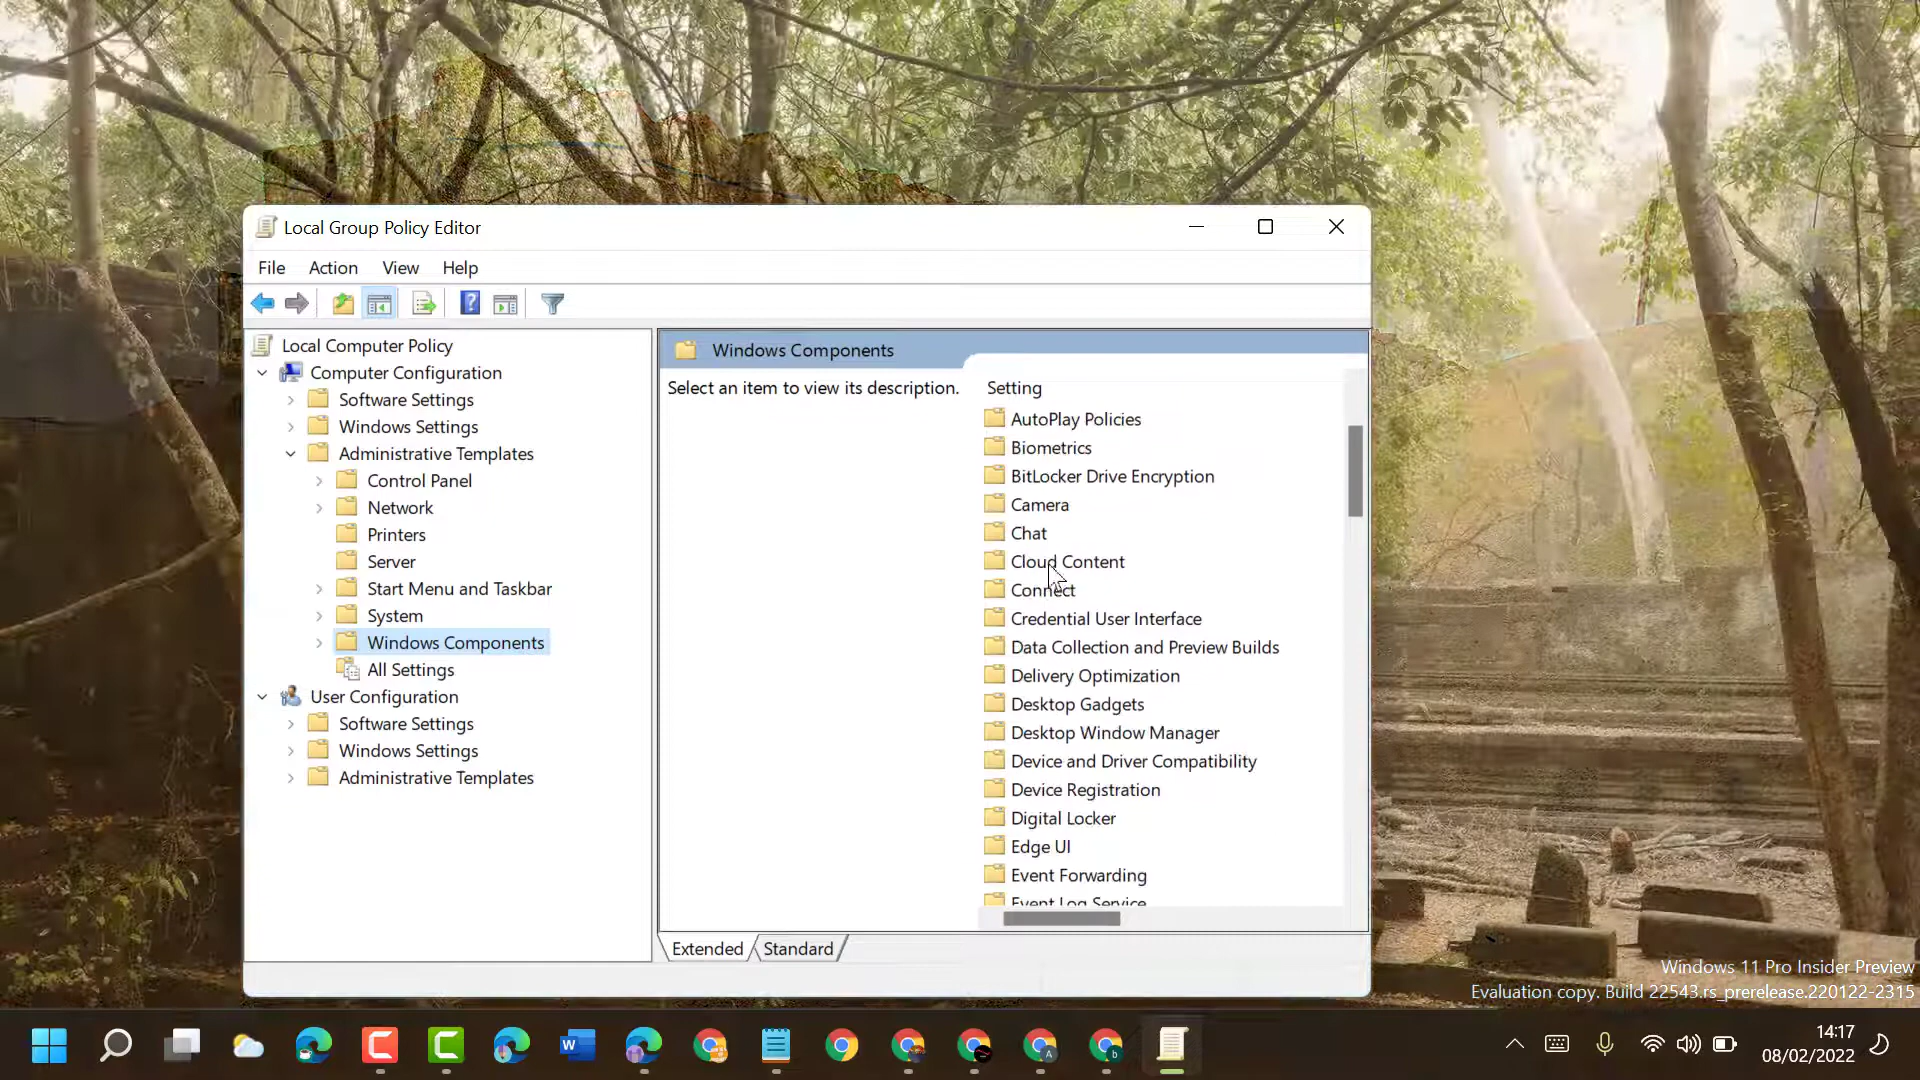 Local Group Policy Editor
File Action View Help
Local Computer Policy
Computer Configuration
Software Settings
Windows Settings
Administrative Templates
Control Panel
Network
Printers
Server
Start Menu and Taskbar
System
Windows Components
All Settings
User Configuration
Software Settings
Windows Settings
Administrative Templates
Windows Components
Select an item to view its description.
Setting
AutoPlay Policies
Biometrics
BitLocker Drive Encryption
Camera
Chat
Cloud Content
Connect
Credential User Interface
Data Collection and Preview Builds
Delivery Optimization
Desktop Gadgets
Desktop Window Manager
Device and Driver Compatibility
Device Registration
Digital Locker
Edge UI
Event Forwarding
Event Log Service
Extended Standard
Windows 11 Pro Insider Preview
Evaluation copy. Build 22543.rs_prerelease.220122-2315
14:17
08/02/2022